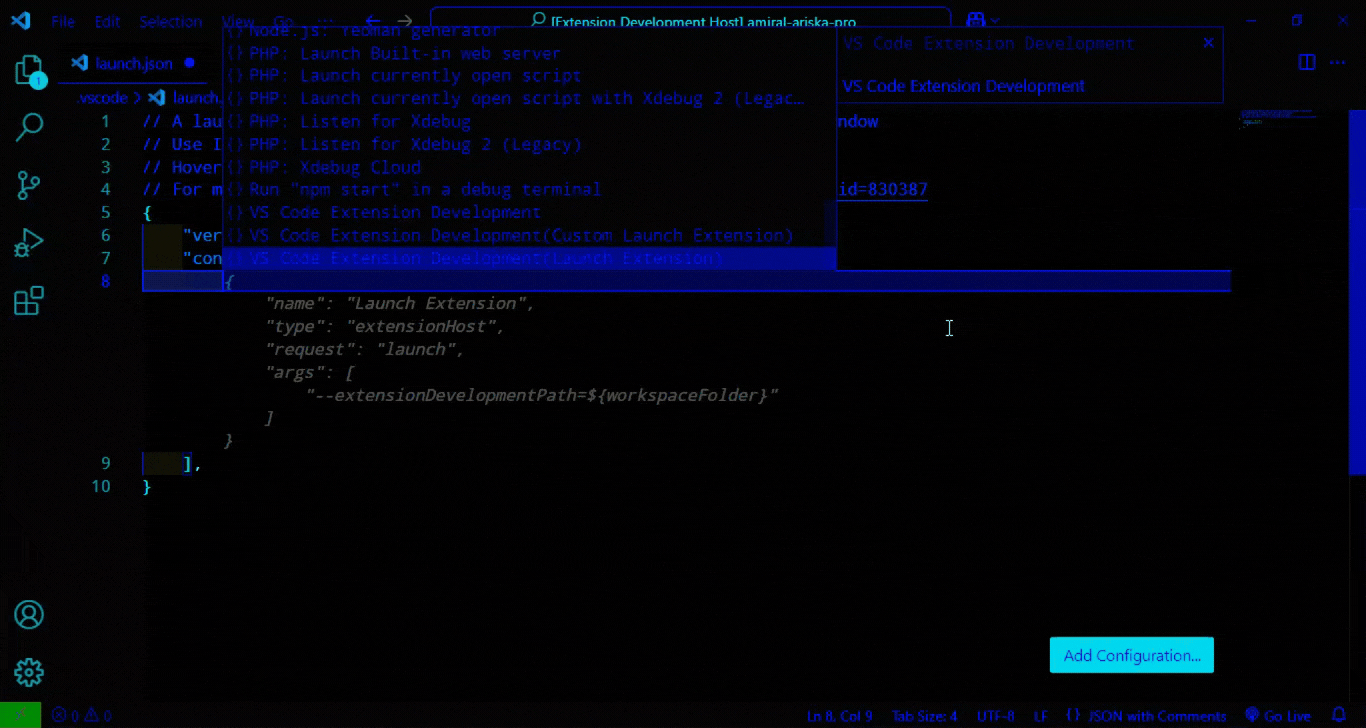 File Edit Selection View Go ··· [Extension Development Host] amiral-ariska-pro
launch.json
.vscode > launch.
{} Node.js: Yeoman generator
{} PHP: Launch Built-in web server
{} PHP: Launch currently open script
{} PHP: Launch currently open script with Xdebug 2 (Legac…
{} PHP: Listen for Xdebug
{} PHP: Listen for Xdebug 2 (Legacy)
{} PHP: Xdebug Cloud
{} Run "npm start" in a debug terminal
{} VS Code Extension Development
{} VS Code Extension Development(Custom Launch Extension)
{} VS Code Extension Development(Launch Extension)
VS Code Extension Development
VS Code Extension Development
1 // A lau ndow
2 // Use I
3 // Hover
4 // For m id=830387
5 {
6 "ver
7 "con
8 {
"name": "Launch Extension",
"type": "extensionHost",
"request": "launch",
"args": [
"--extensionDevelopmentPath=${workspaceFolder}"
]
}
9 ],
10 }
1
Add Configuration...
0 0 Ln 8, Col 9 Tab Size: 4 UTF-8 LF {} JSON with Comments Go Live